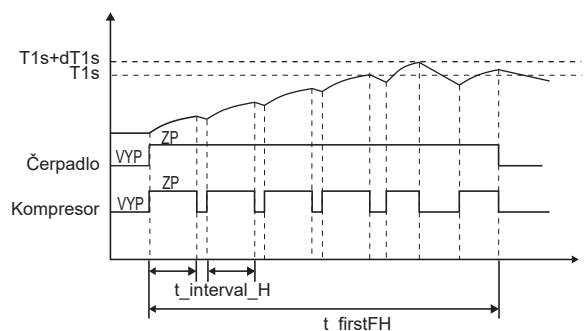 T1s+dT1s
T1s
ZP
VYP
Čerpadlo
ZP
VYP
Kompresor
t_interval_H
t_firstFH